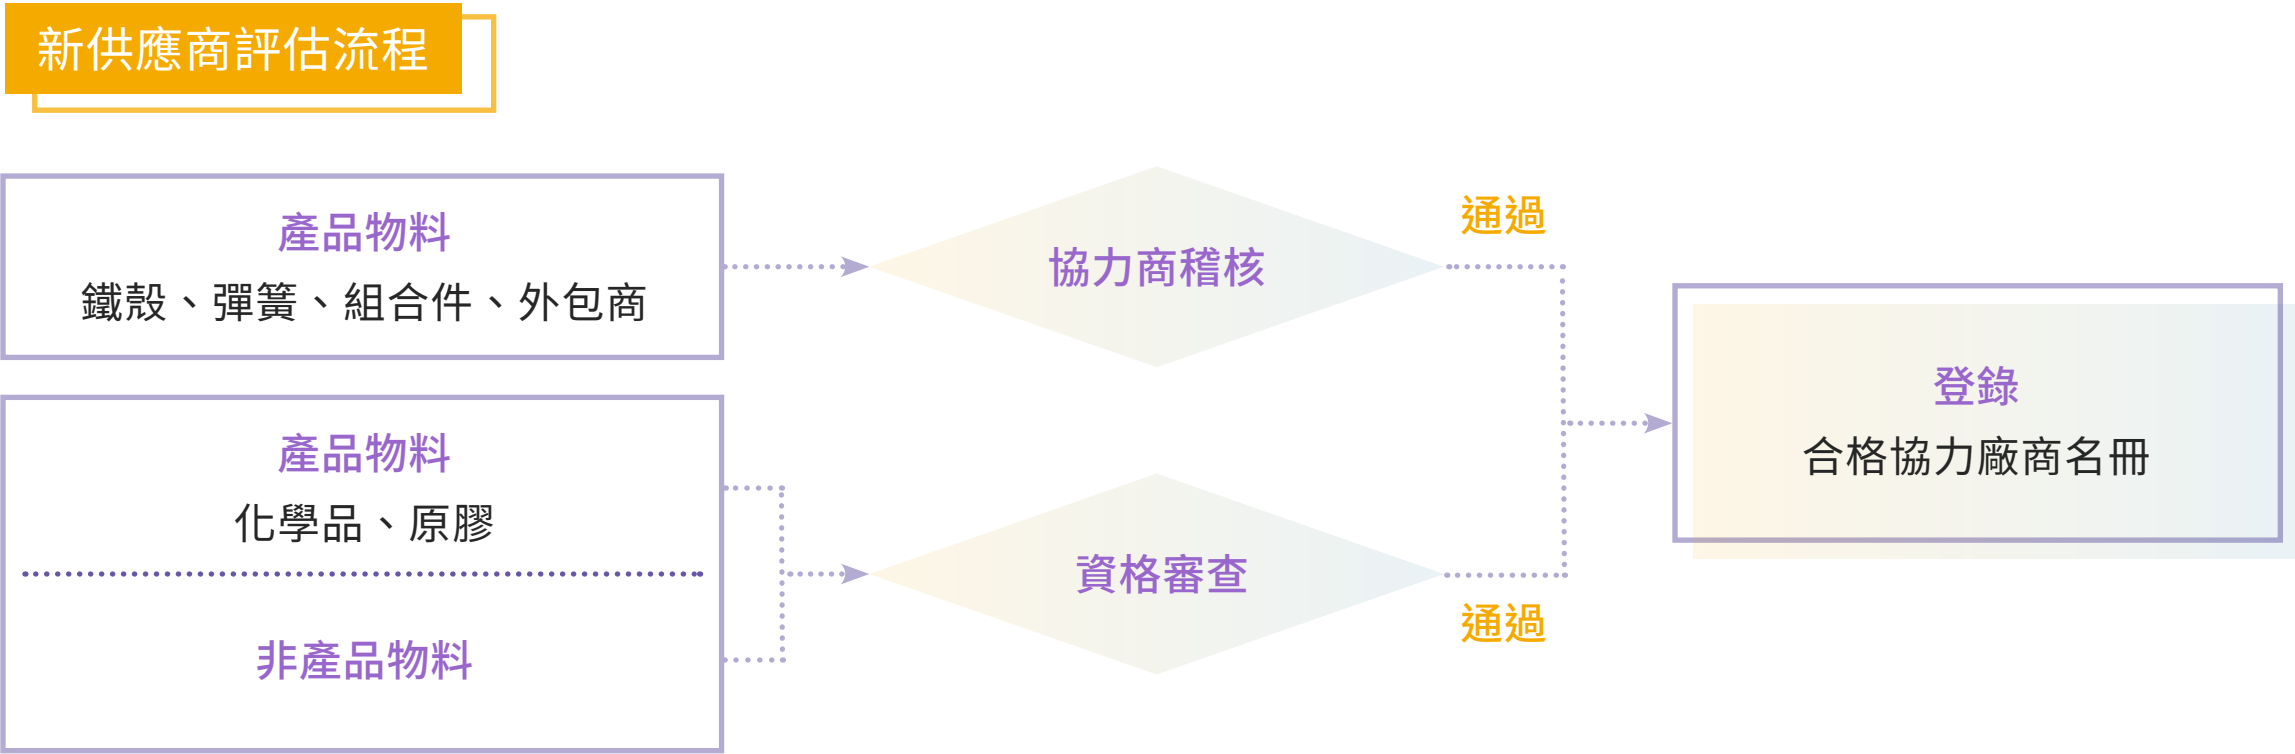 新供應商評估流程
產品物料
鐵殼、彈簧、組合件、外包商
協力商稽核
通過
產品物料
化學品、原膠
非產品物料
資格審查
通過
登錄
合格協力廠商名冊